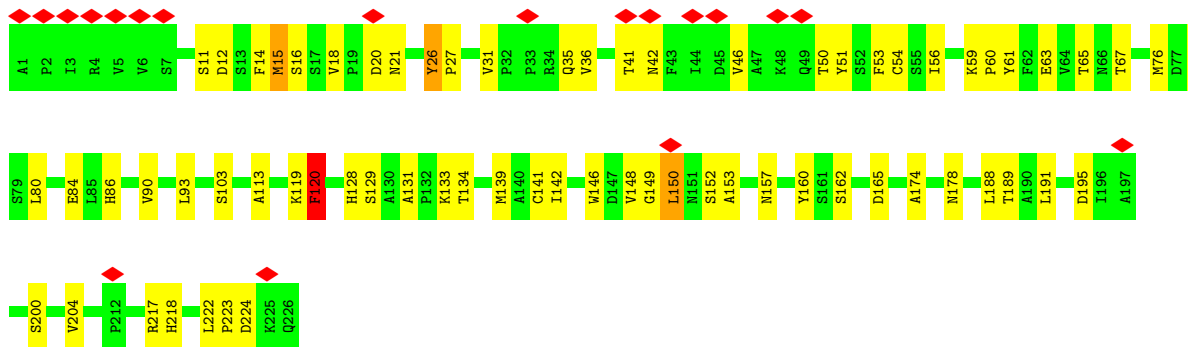 A1 P2 I3 R4 V5 V6 S7 S11 D12 S13 F14 M15 S16 S17 V18 P19 D20 N21 Y26 P27 V31 P32 P33 R34 Q35 V36 T41 N42 F43 I44 D45 V46 A47 K48 Q49 T50 Y51 S52 F53 C54 S55 I56 K59 P60 Y61 F62 E63 V64 T65 N66 T67 M76 D77
S79 L80 E84 L85 H86 V90 L93 S103 A113 K119 F120 H128 S129 A130 A131 P132 K133 T134 M139 A140 C141 I142 W146 D147 V148 G149 L150 N151 S152 A153 N157 Y160 S161 S162 D165 A174 N178 L188 T189 A190 L191 D195 I196 A197
S200 V204 P212 R217 H218 L222 P223 D224 K225 Q226